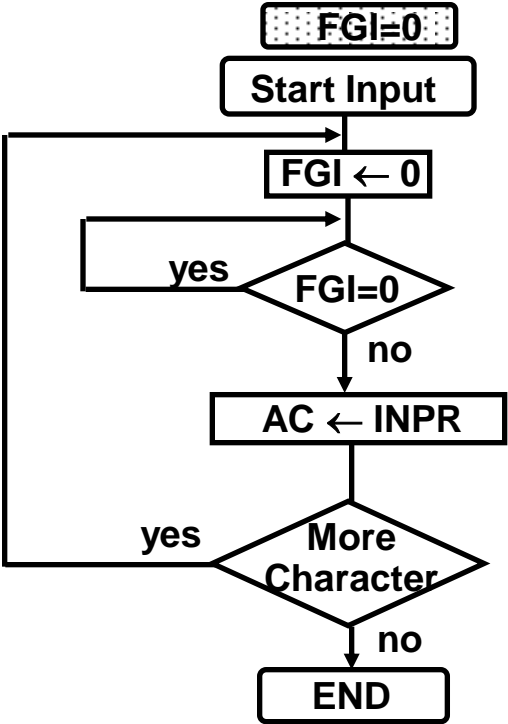 FGI=0
Start Input
FGI ← 0
yes
FGI=0
no
AC ← INPR
yes
More
Character
no
END